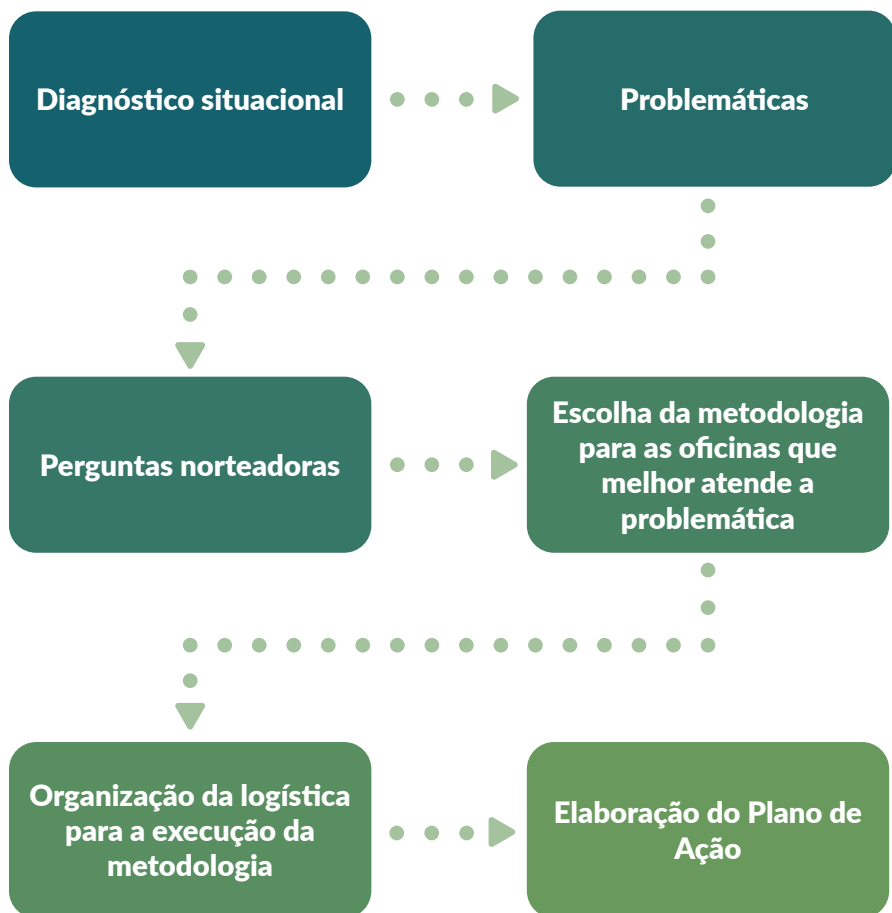 Diagnóstico situacional
Problemáticas
Perguntas norteadoras
Escolha da metodologia
para as oficinas que
melhor atende a
problemática
Organização da logística
para a execução da
metodologia
Elaboração do Plano de
Ação